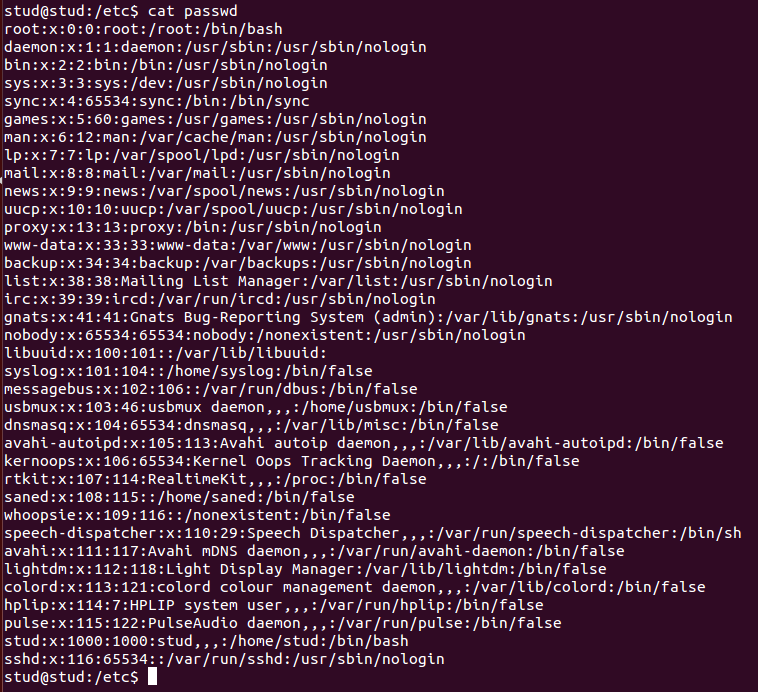 stud@stud:/etc$ cat passwd
root:x:0:0:root:/root:/bin/bash
daemon:x:1:1:daemon:/usr/sbin:/usr/sbin/nologin
bin:x:2:2:bin:/bin:/usr/sbin/nologin
sys:x:3:3:sys:/dev:/usr/sbin/nologin
sync:x:4:65534:sync:/bin:/bin/sync
games:x:5:60:games:/usr/games:/usr/sbin/nologin
man:x:6:12:man:/var/cache/man:/usr/sbin/nologin
lp:x:7:7:lp:/var/spool/lpd:/usr/sbin/nologin
mail:x:8:8:mail:/var/mail:/usr/sbin/nologin
news:x:9:9:news:/var/spool/news:/usr/sbin/nologin
uucp:x:10:10:uucp:/var/spool/uucp:/usr/sbin/nologin
proxy:x:13:13:proxy:/bin:/usr/sbin/nologin
www-data:x:33:33:www-data:/var/www:/usr/sbin/nologin
backup:x:34:34:backup:/var/backups:/usr/sbin/nologin
list:x:38:38:Mailing List Manager:/var/list:/usr/sbin/nologin
irc:x:39:39:ircd:/var/run/ircd:/usr/sbin/nologin
gnats:x:41:41:Gnats Bug-Reporting System (admin):/var/lib/gnats:/usr/sbin/nologin
nobody:x:65534:65534:nobody:/nonexistent:/usr/sbin/nologin
libuuid:x:100:101::/var/lib/libuuid:
syslog:x:101:104::/home/syslog:/bin/false
messagebus:x:102:106::/var/run/dbus:/bin/false
usbmux:x:103:46:usbmux daemon,,,:/home/usbmux:/bin/false
dnsmasq:x:104:65534:dnsmasq,,,:/var/lib/misc:/bin/false
avahi-autoipd:x:105:113:Avahi autoip daemon,,,:/var/lib/avahi-autoipd:/bin/false
kernoops:x:106:65534:Kernel Oops Tracking Daemon,,,:/:/bin/false
rtkit:x:107:114:RealtimeKit,,,:/proc:/bin/false
saned:x:108:115::/home/saned:/bin/false
whoopsie:x:109:116::/nonexistent:/bin/false
speech-dispatcher:x:110:29:Speech Dispatcher,,,:/var/run/speech-dispatcher:/bin/sh
avahi:x:111:117:Avahi mDNS daemon,,,:/var/run/avahi-daemon:/bin/false
lightdm:x:112:118:Light Display Manager:/var/lib/lightdm:/bin/false
colord:x:113:121:colord colour management daemon,,,:/var/lib/colord:/bin/false
hplip:x:114:7:HPLIP system user,,,:/var/run/hplip:/bin/false
pulse:x:115:122:PulseAudio daemon,,,:/var/run/pulse:/bin/false
stud:x:1000:1000:stud,,,:/home/stud:/bin/bash
sshd:x:116:65534::/var/run/sshd:/usr/sbin/nologin
stud@stud:/etc$